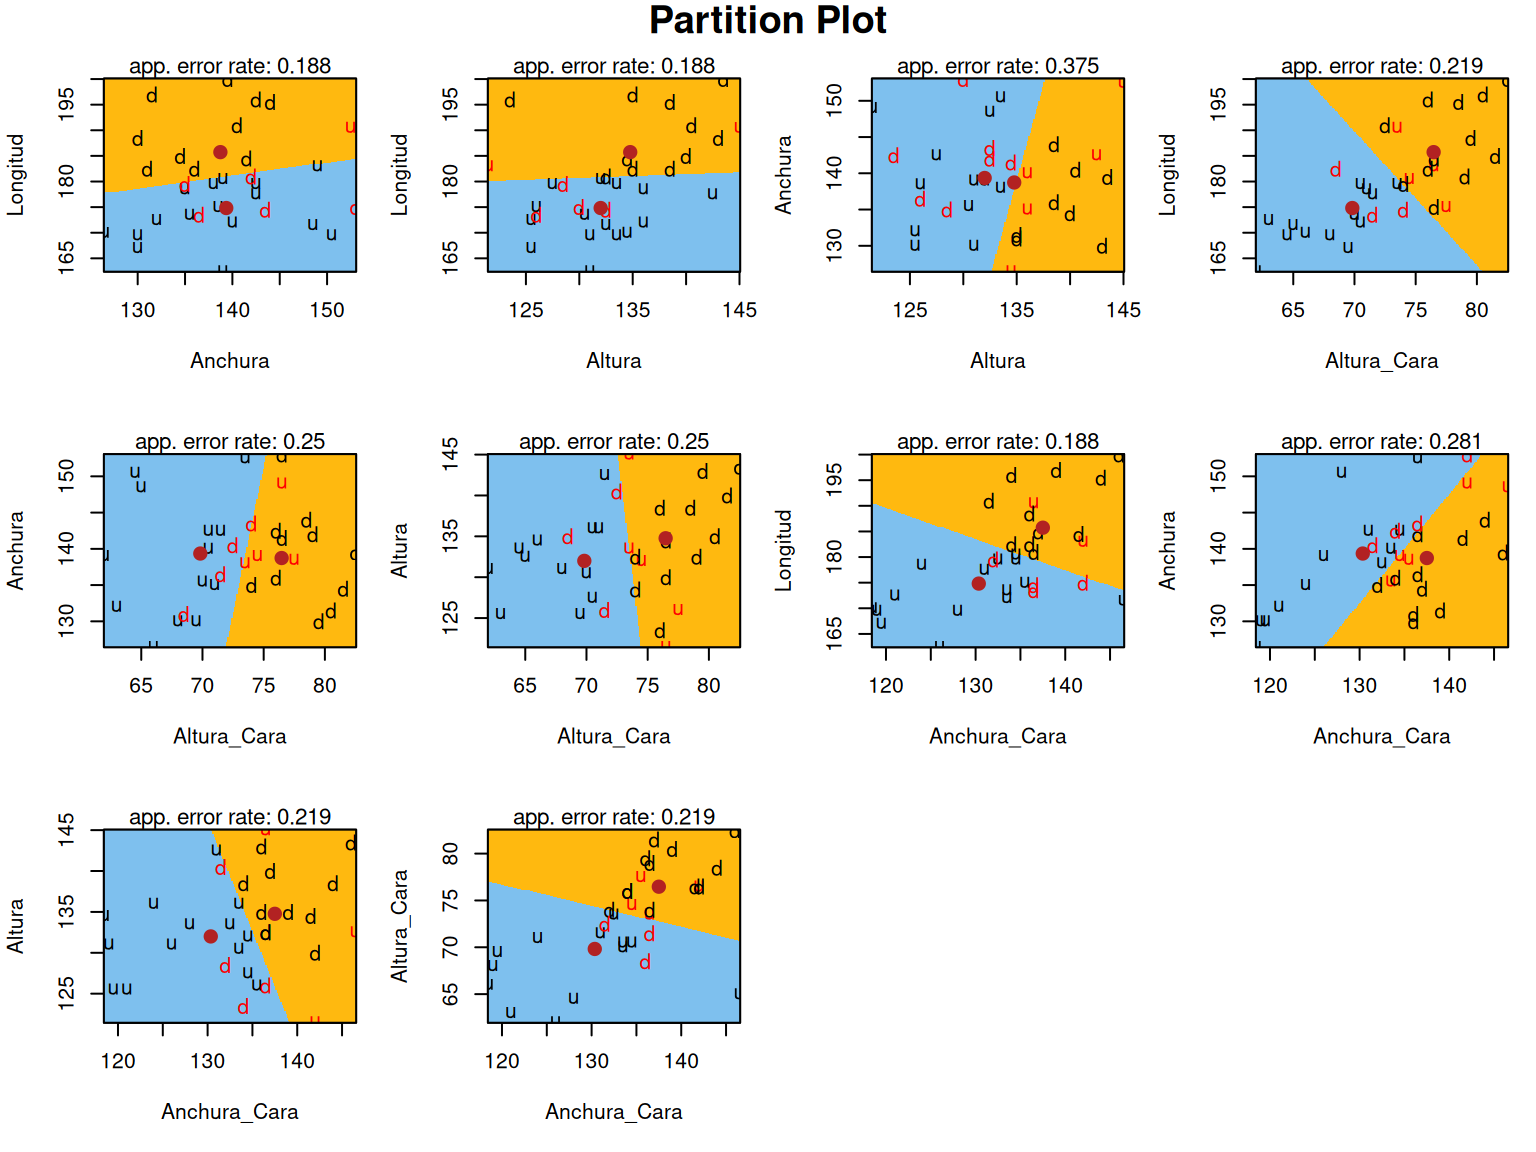 Partition Plot
app. error rate: 0.188
Longitud
165 180 195
130 140 150
Anchura
app. error rate: 0.188
Longitud
165 180 195
125 135 145
Altura
app. error rate: 0.375
Anchura
130 140 150
125 135 145
Altura
app. error rate: 0.219
Longitud
165 180 195
65 70 75 80
Altura_Cara
app. error rate: 0.25
Anchura
130 140 150
65 70 75 80
Altura_Cara
app. error rate: 0.25
Altura
125 135 145
65 70 75 80
Altura_Cara
app. error rate: 0.188
Longitud
165 180 195
120 130 140
Anchura_Cara
app. error rate: 0.281
Anchura
130 140 150
120 130 140
Anchura_Cara
app. error rate: 0.219
Altura
125 135 145
120 130 140
Anchura_Cara
app. error rate: 0.219
Altura_Cara
65 70 75 80
120 130 140
Anchura_Cara